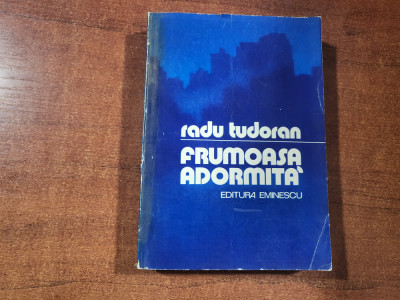 radu tudoran
FRUMOASA
ADORMITĂ
EDITURA EMINESCU